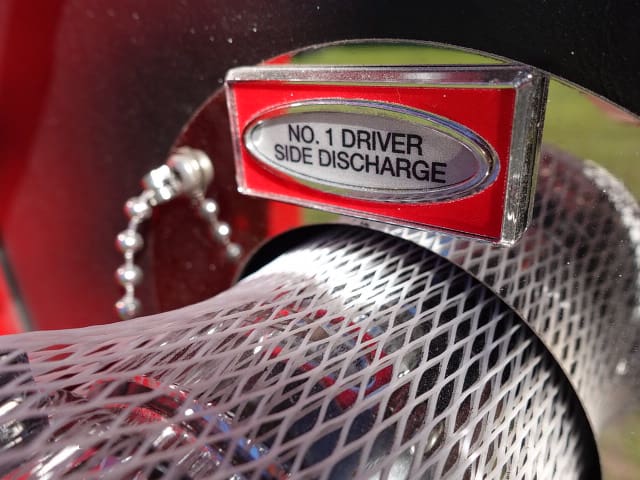 NO. 1 DRIVER
SIDE DISCHARGE